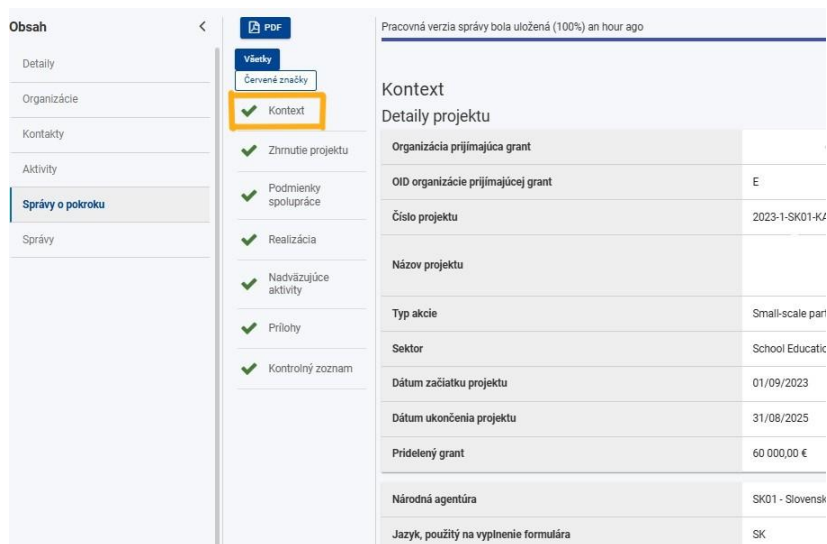 Obsah
Detaily
Organizácie
Kontakty
Aktivity
Správy o pokroku
Správy
PDF
Všetky
Červené značky
Kontext
Zhrnutie projektu
Podmienky
spolupráce
Realizácia
Nadväzujúce
aktivity
Prílohy
Kontrolný zoznam
Pracovná verzia správy bola uložená (100%) an hour ago
Kontext
Detaily projektu
Organizácia prijímajúca grant
OID organizácie prijímajúcej grant E
Číslo projektu 2023-1-SK01-KA
Názov projektu
Typ akcie Small-scale part
Sektor School Educatio
Dátum začiatku projektu 01/09/2023
Dátum ukončenia projektu 31/08/2025
Pridelený grant 60 000,00 €
Národná agentúra SK01 - Slovensk
Jazyk, použitý na vyplnenie formulára SK